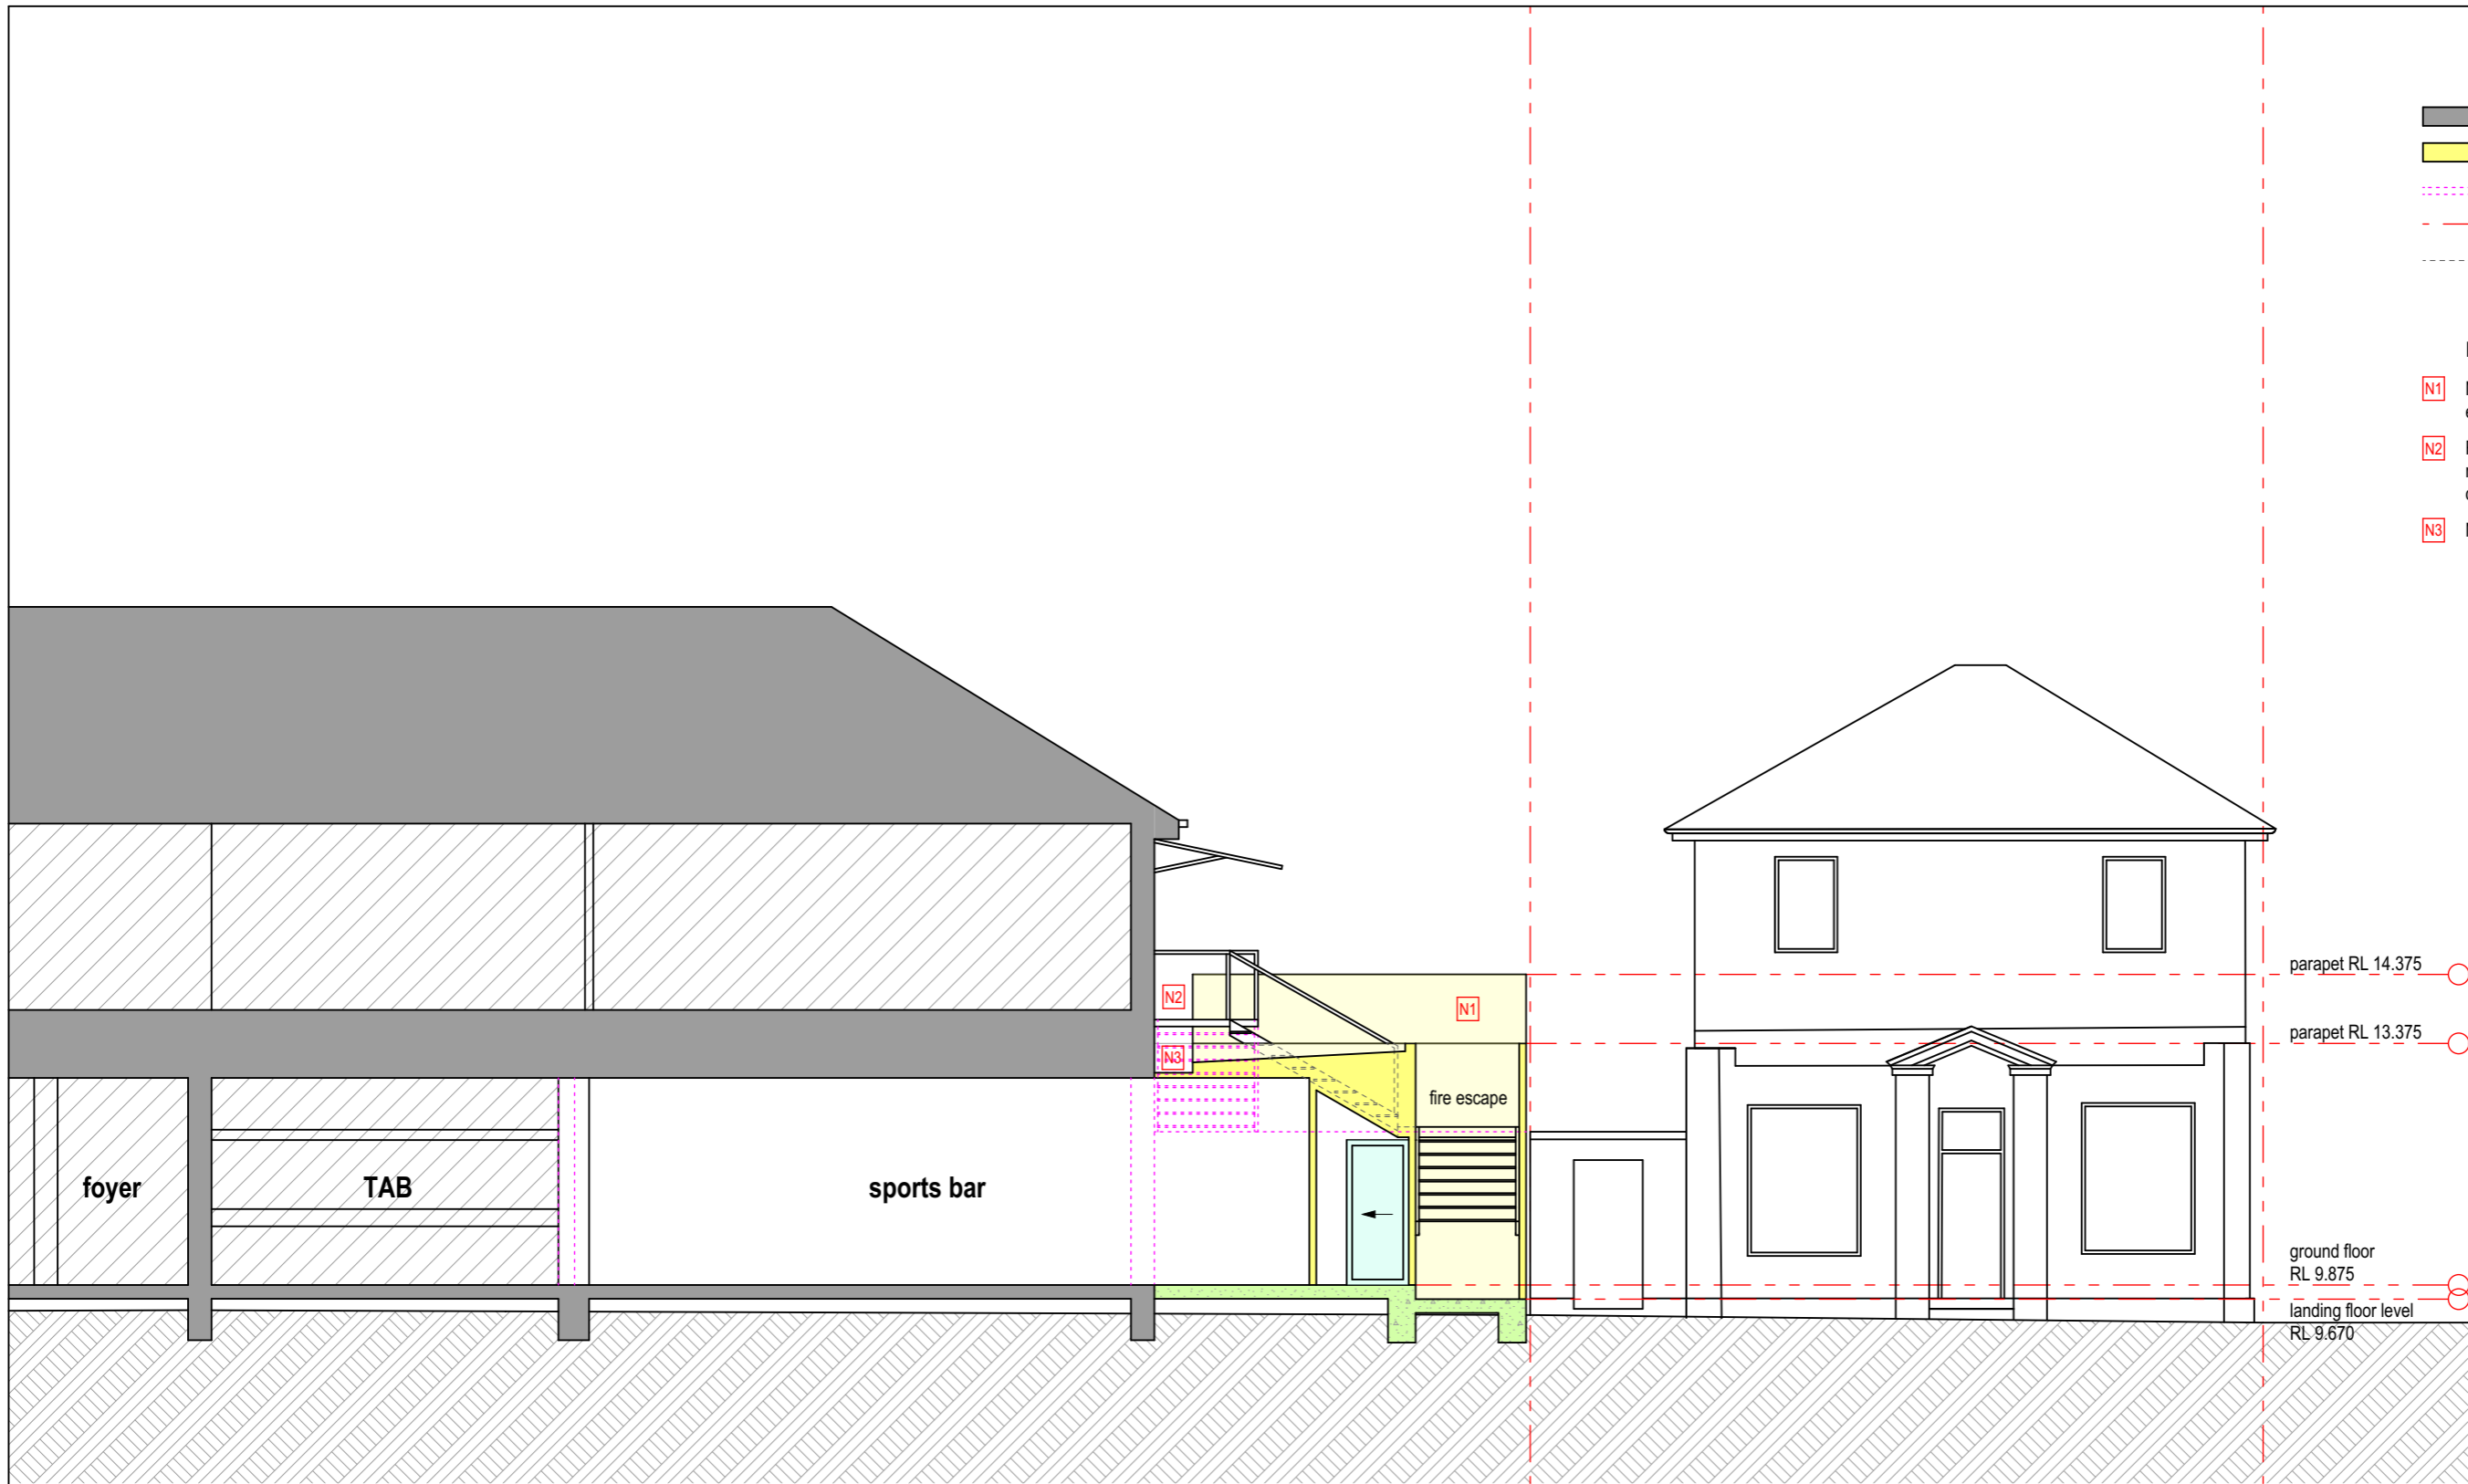 N1
N2
N3
parapet RL 14.375
N2
N1
parapet RL 13.375
N3
fire escape
foyer
TAB
sports bar
ground floor
RL 9.875
landing floor level
RL 9.670